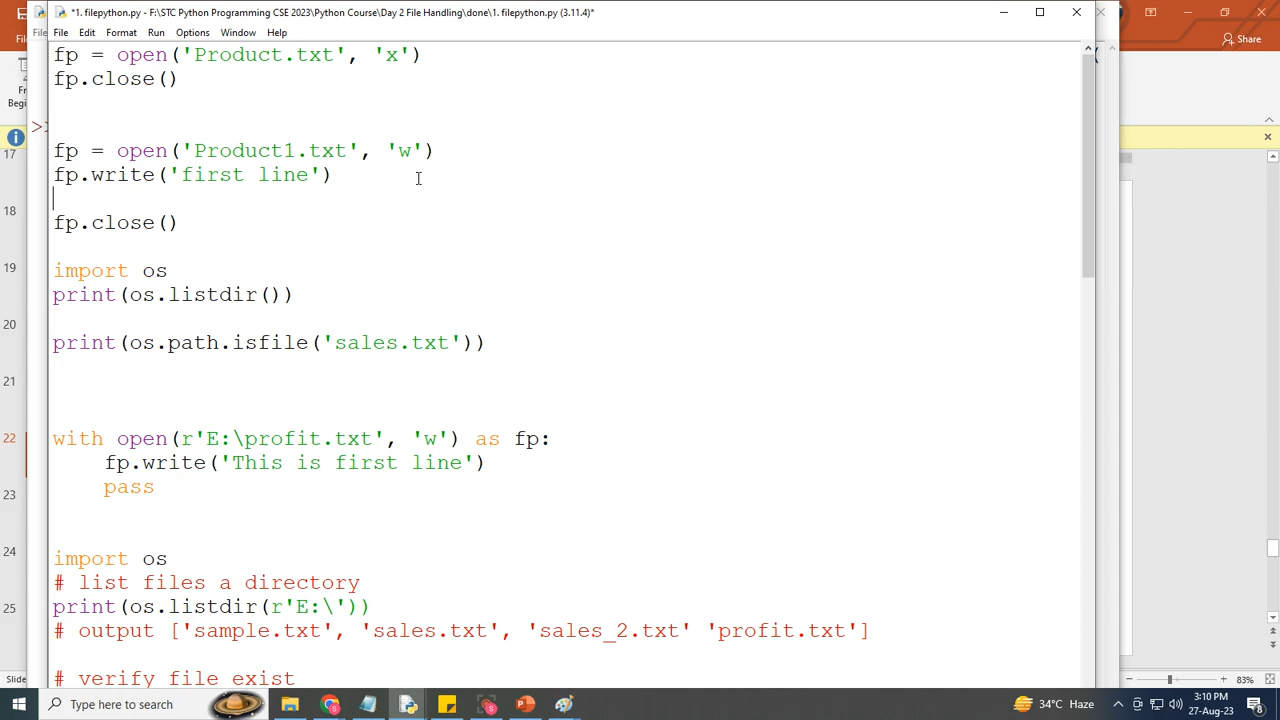 *1. filepython.py - F:\STC Python Programming CSE 2023\Python Course\Day 2 File Handling\done\1. filepython.py (3.11.4)*
File Edit Format Run Options Window Help
Share
fp = open('Product.txt', 'x')
fp.close()
fp = open('Product1.txt', 'w')
fp.write('first line')
fp.close()
import os
print(os.listdir())
print(os.path.isfile('sales.txt'))
with open(r'E:\profit.txt', 'w') as fp:
fp.write('This is first line')
pass
import os
# list files a directory
print(os.listdir(r'E:\'))
# output ['sample.txt', 'sales.txt', 'sales_2.txt' 'profit.txt']
# verify file exist
>>
17
18
19
20
21
22
23
24
25
Slide
83%
Type here to search
34°C Haze
3:10 PM
27-Aug-23
8